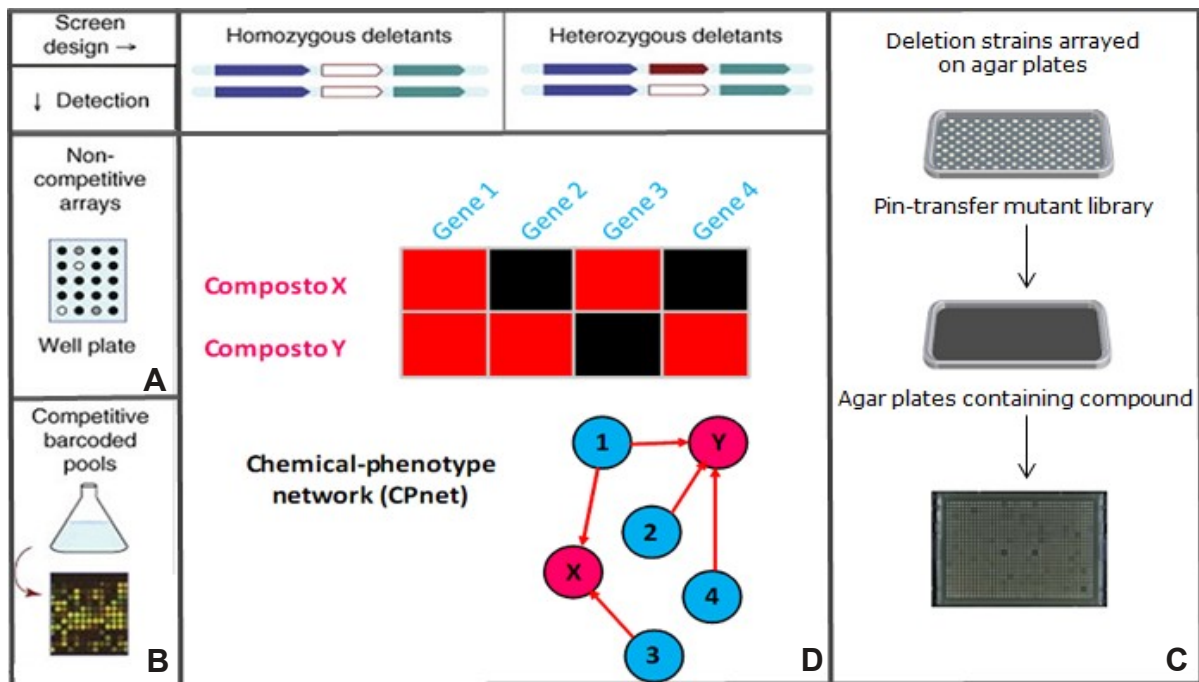 Screen
design →
↓ Detection
Homozygous deletants
Heterozygous deletants
Non-
competitive
arrays
Well plate
A
Competitive
barcoded
pools
B
Gene 1
Gene 2
Gene 3
Gene 4
Composto X
Composto Y
Chemical-phenotype
network (CPnet)
1
Y
2
X
4
3
D
Deletion strains arrayed
on agar plates
Pin-transfer mutant library
Agar plates containing compound
C